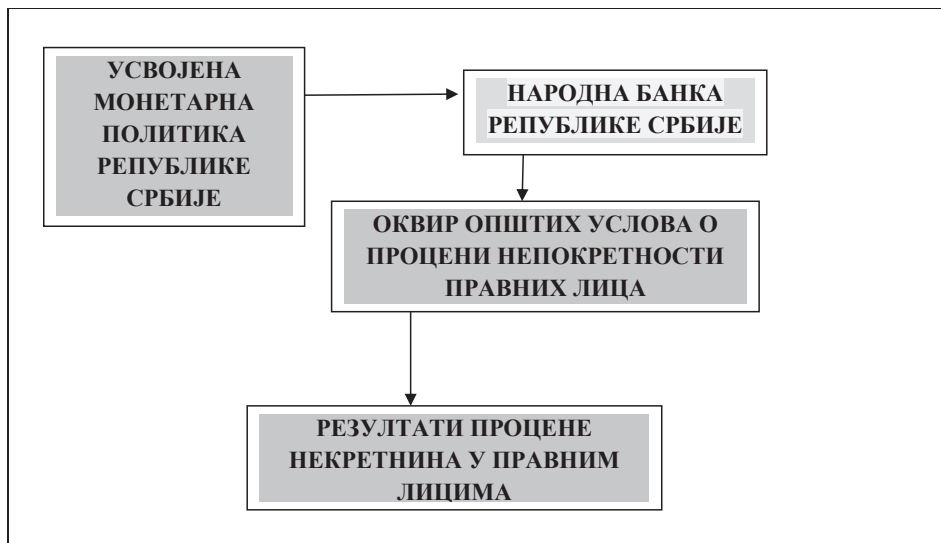 УСВОЈЕНА
МОНЕТАРНА
ПОЛИТИКА
РЕПУБЛИКЕ
СРБИЈЕ
НАРОДНА БАНКА
РЕПУБЛИКЕ СРБИЈЕ
ОКВИР ОПШТИХ УСЛОВА О
ПРОЦЕНИ НЕПОКРЕТНОСТИ
ПРАВНИХ ЛИЦА
РЕЗУЛТАТИ ПРОЦЕНЕ
НЕКРЕТНИНА У ПРАВНИМ
ЛИЦИМА